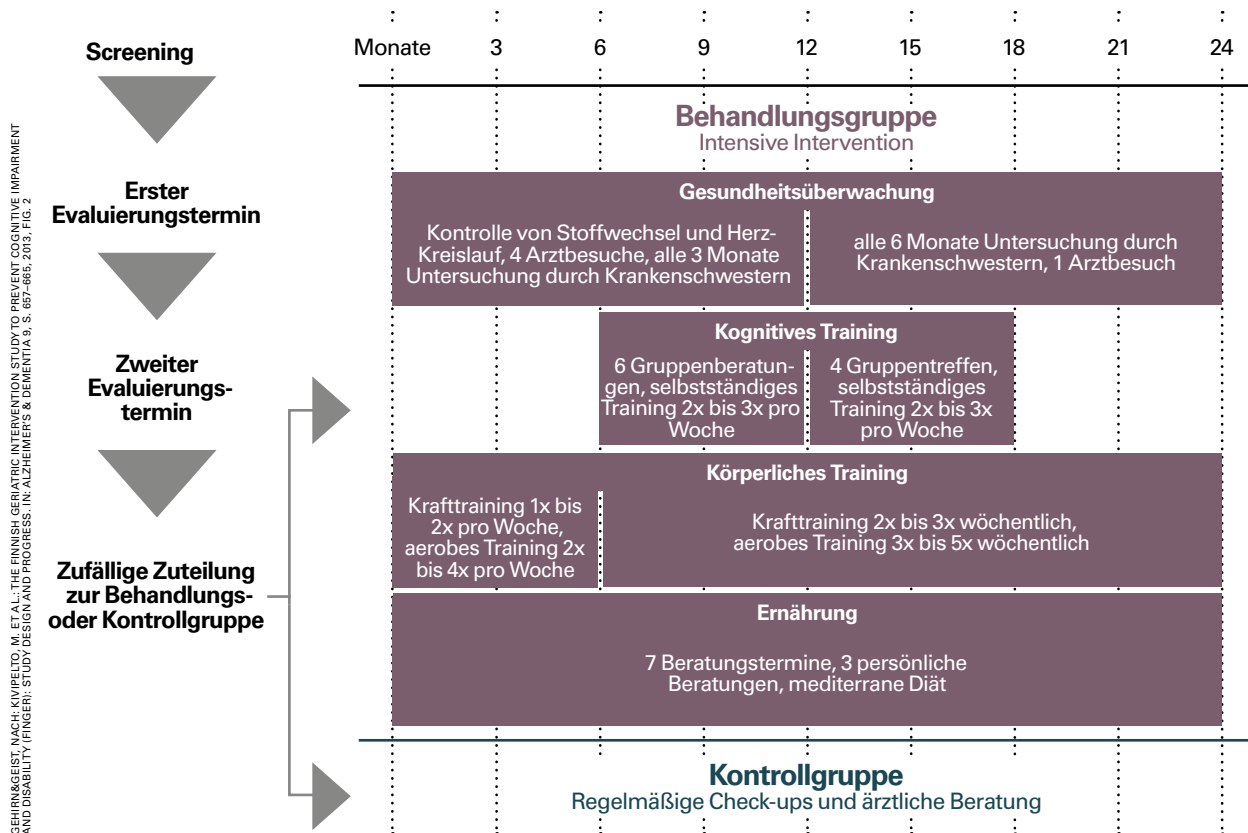 Screening
Erster
Evaluierungstermin
Zweiter
Evaluierungs-
termin
Zufällige Zuteilung
zur Behandlungs-
oder Kontrollgruppe
Monate 3 6 9 12 15 18 21 24
Behandlungsgruppe
Intensive Intervention
Gesundheitsüberwachung
Kontrolle von Stoffwechsel und Herz-
Kreislauf, 4 Arztbesuche, alle 3 Monate
Untersuchung durch Krankenschwestern
alle 6 Monate Untersuchung durch
Krankenschwestern, 1 Arztbesuch
Kognitives Training
6 Gruppenberatun-
gen, selbstständiges
Training 2x bis 3x pro
Woche
4 Gruppentreffen,
selbstständiges
Training 2x bis 3x
pro Woche
Körperliches Training
Krafttraining 1x bis
2x pro Woche,
aerobes Training 2x
bis 4x pro Woche
Krafttraining 2x bis 3x wöchentlich,
aerobes Training 3x bis 5x wöchentlich
Ernährung
7 Beratungstermine, 3 persönliche
Beratungen, mediterrane Diät
Kontrollgruppe
Regelmäßige Check-ups und ärztliche Beratung
GEHIRN&GEIST, NACH: KIVIPELTO, M. ET AL.: THE FINNISH GERIATRIC INTERVENTION STUDY TO PREVENT COGNITIVE IMPAIRMENT
AND DISABILITY (FINGER): STUDY DESIGN AND PROGRESS. IN: ALZHEIMER'S & DEMENTIA 9, S. 657–665, 2013, FIG. 2